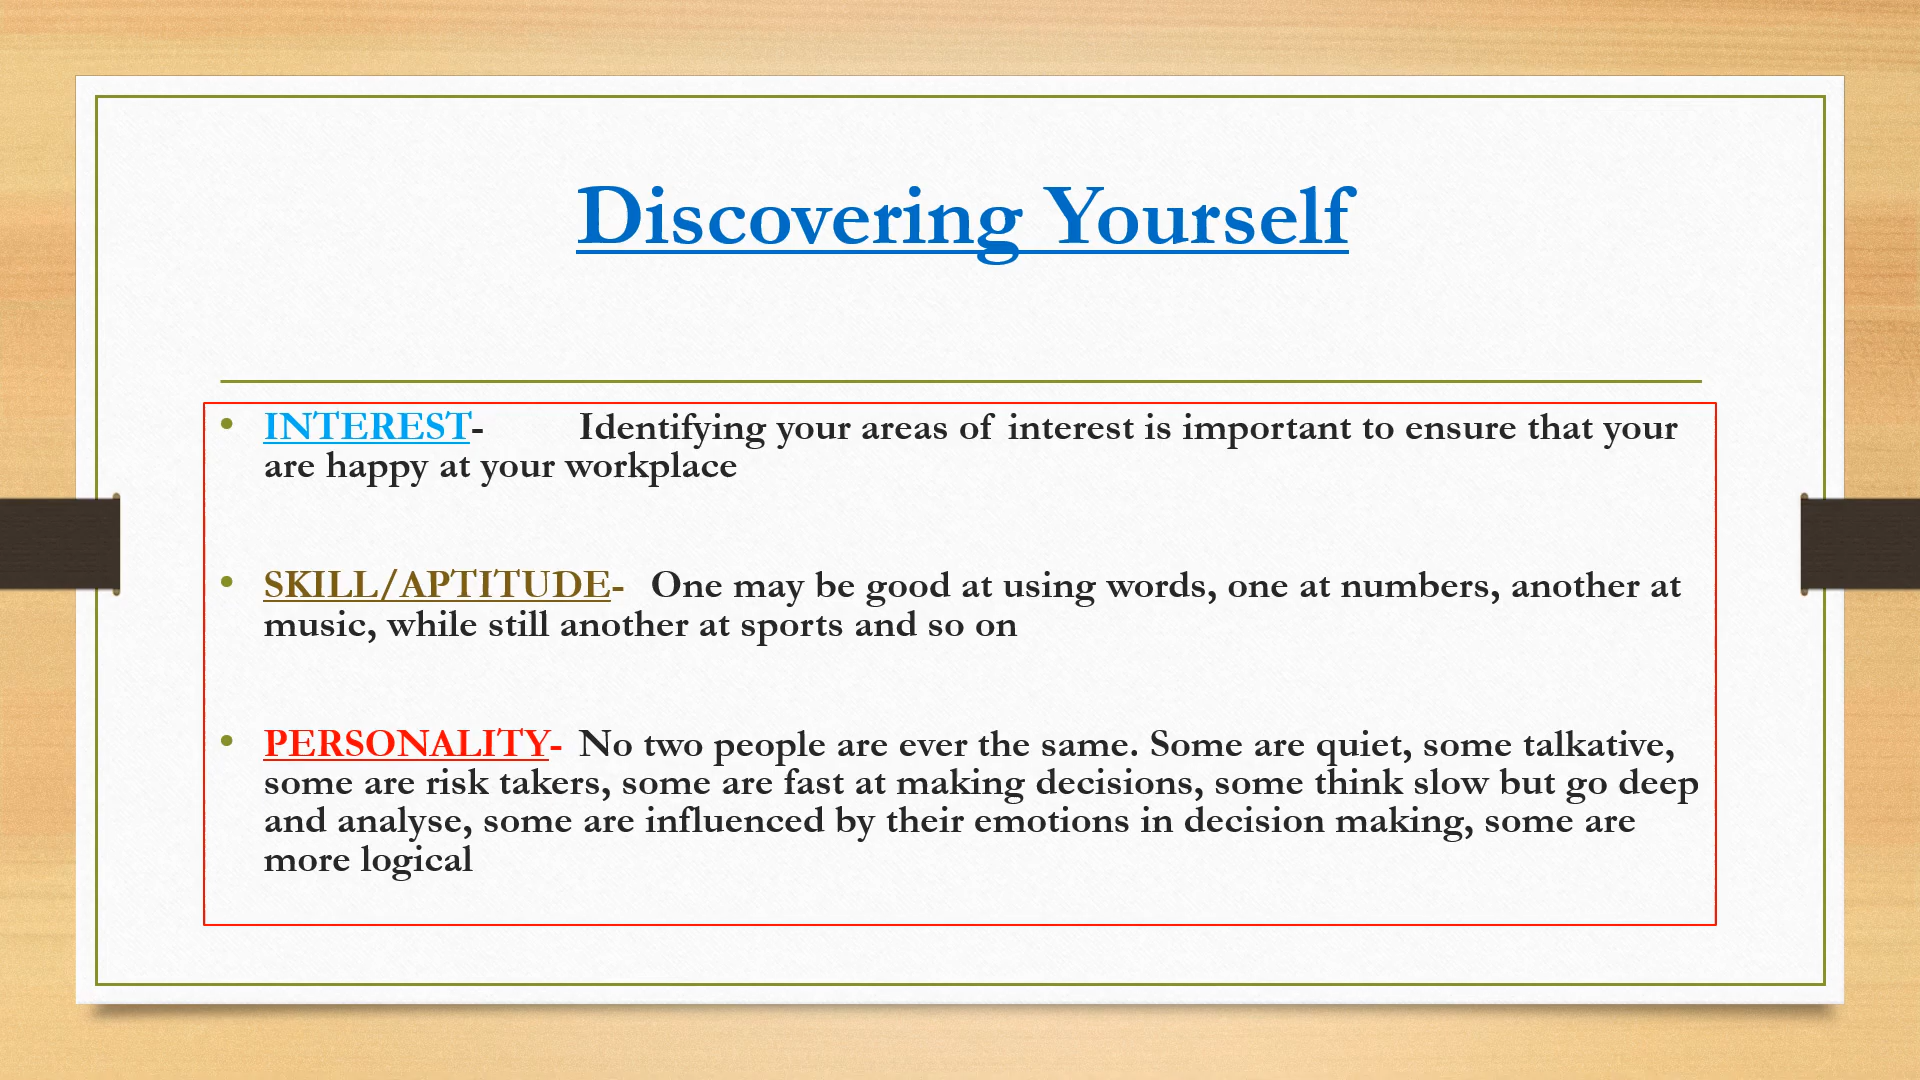 Discovering Yourself
• INTEREST- Identifying your areas of interest is important to ensure that your
are happy at your workplace
• SKILL/APTITUDE- One may be good at using words, one at numbers, another at
music, while still another at sports and so on
• PERSONALITY- No two people are ever the same. Some are quiet, some talkative,
some are risk takers, some are fast at making decisions, some think slow but go deep
and analyse, some are influenced by their emotions in decision making, some are
more logical